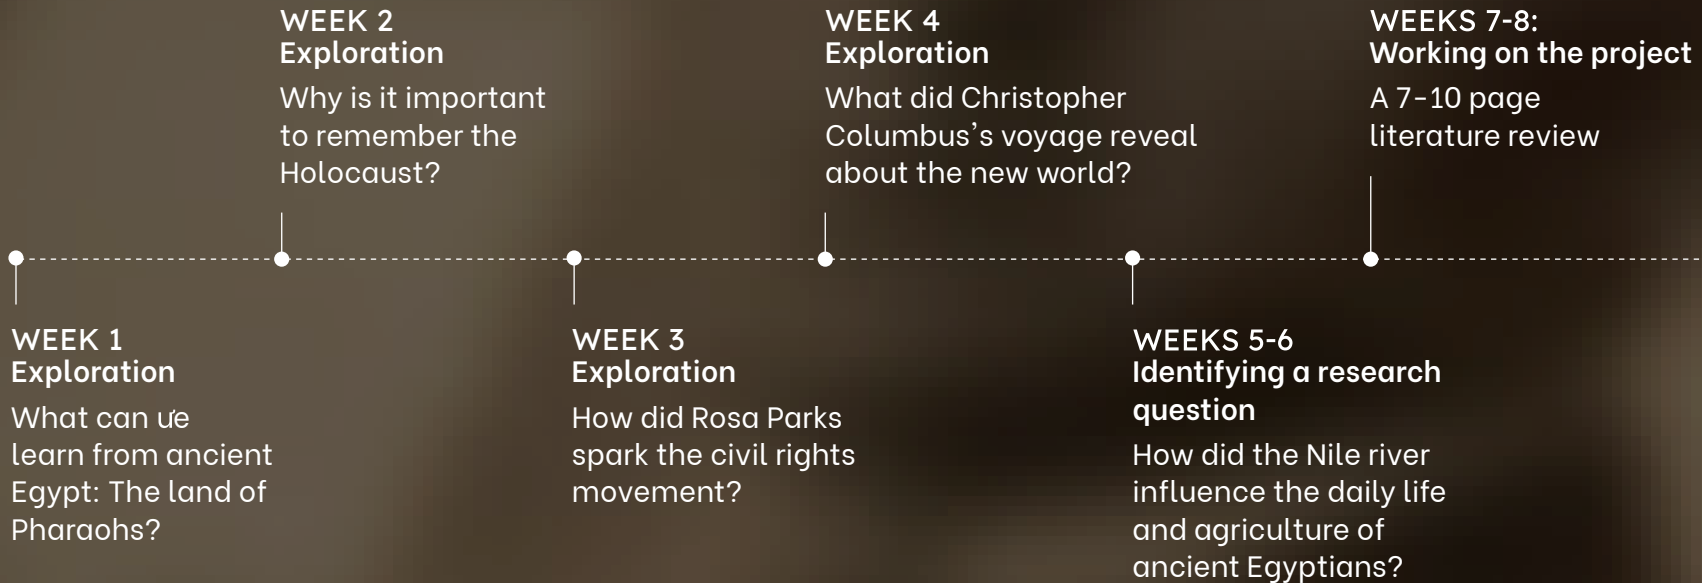 WEEK 1
Exploration
What can we
learn from ancient
Egypt: The land of
Pharaohs?
WEEK 2
Exploration
Why is it important
to remember the
Holocaust?
WEEK 3
Exploration
How did Rosa Parks
spark the civil rights
movement?
WEEK 4
Exploration
What did Christopher
Columbus's voyage reveal
about the new world?
WEEKS 5-6
Identifying a research
question
How did the Nile river
influence the daily life
and agriculture of
ancient Egyptians?
WEEKS 7-8:
Working on the project
A 7-10 page
literature review